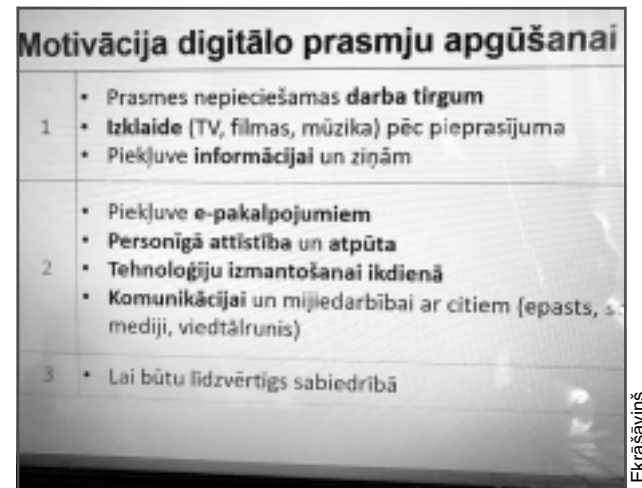 Motivācija digitālo prasmju apgūšanai
1
• Prasmes nepieciešamas darba tirgum
• Izklaide (TV, filmas, mūzika) pēc pieprasījuma
• Piekļuve informācijai un ziņām
2
• Piekļuve e-pakalpojumiem
• Personīgā attīstība un atpūta
• Tehnoloģiju izmantošanai ikdienā
• Komunikācijai un mijiedarbībai ar citiem (epasts, s
mediji, viedtālrunis)
3
• Lai būtu līdzvērtīgs sabiedrībā
Ekrāšāviņš